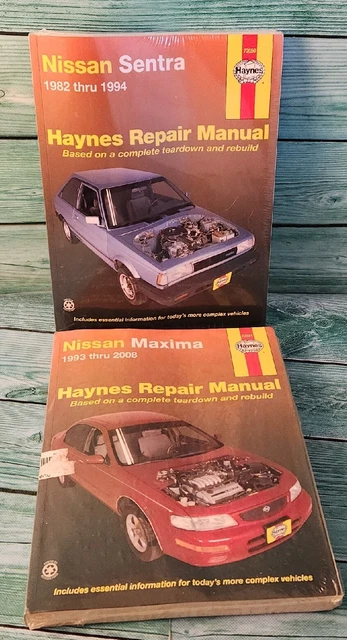 Nissan Sentra
1982 thru 1994
Haynes
Haynes Repair Manual
Based on a complete teardown and rebuild
Includes essential information for today's more complex vehicles
Nissan Maxima
1993 thru 2008
Haynes
Haynes Repair Manual
Based on a complete teardown and rebuild
Includes essential information for today's more complex vehicles